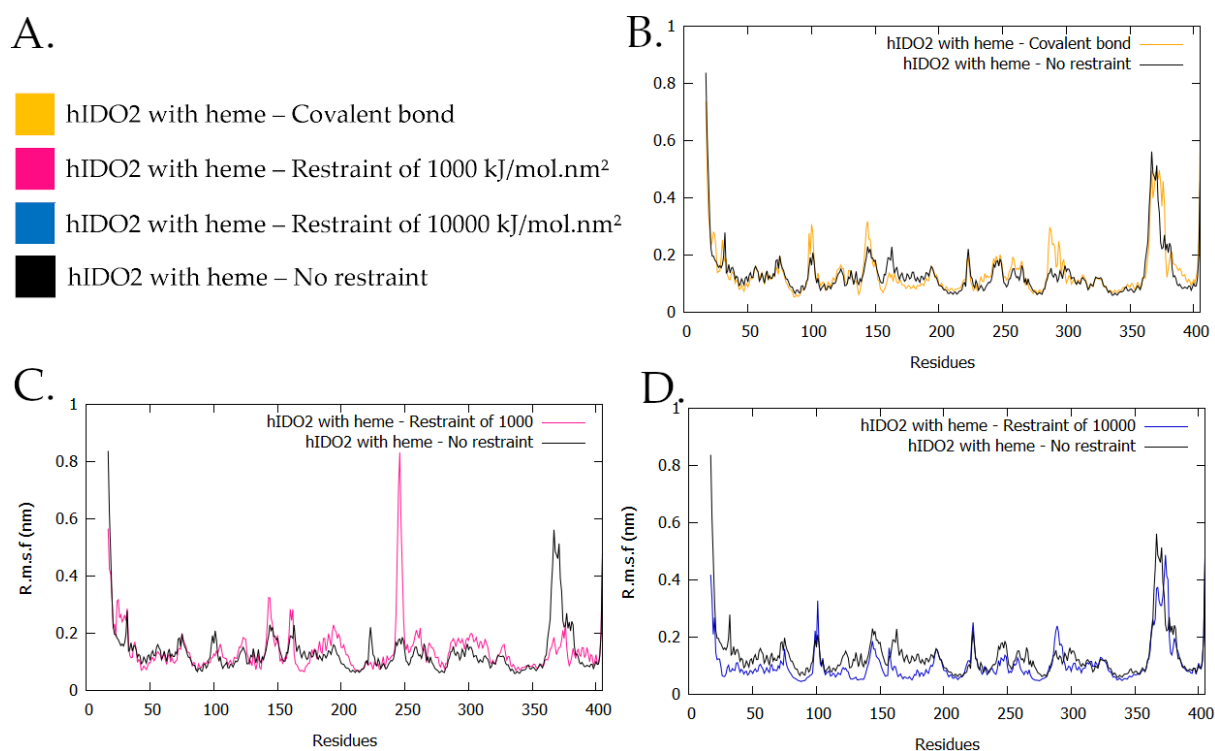 A.
hIDO2 with heme – Covalent bond
hIDO2 with heme – Restraint of 1000 kJ/mol.nm²
hIDO2 with heme – Restraint of 10000 kJ/mol.nm²
hIDO2 with heme – No restraint
B.
hIDO2 with heme - Covalent bond
hIDO2 with heme - No restraint
1
0.8
0.6
0.4
0.2
0
0 50 100 150 200 250 300 350 400
Residues
C.
hIDO2 with heme - Restraint of 1000
hIDO2 with heme - No restraint
R.m.s.f (nm)
1
0.8
0.6
0.4
0.2
0
0 50 100 150 200 250 300 350 400
Residues
D.
hIDO2 with heme - Restraint of 10000
hIDO2 with heme - No restraint
R.m.s.f (nm)
1
0.8
0.6
0.4
0.2
0
0 50 100 150 200 250 300 350 400
Residues